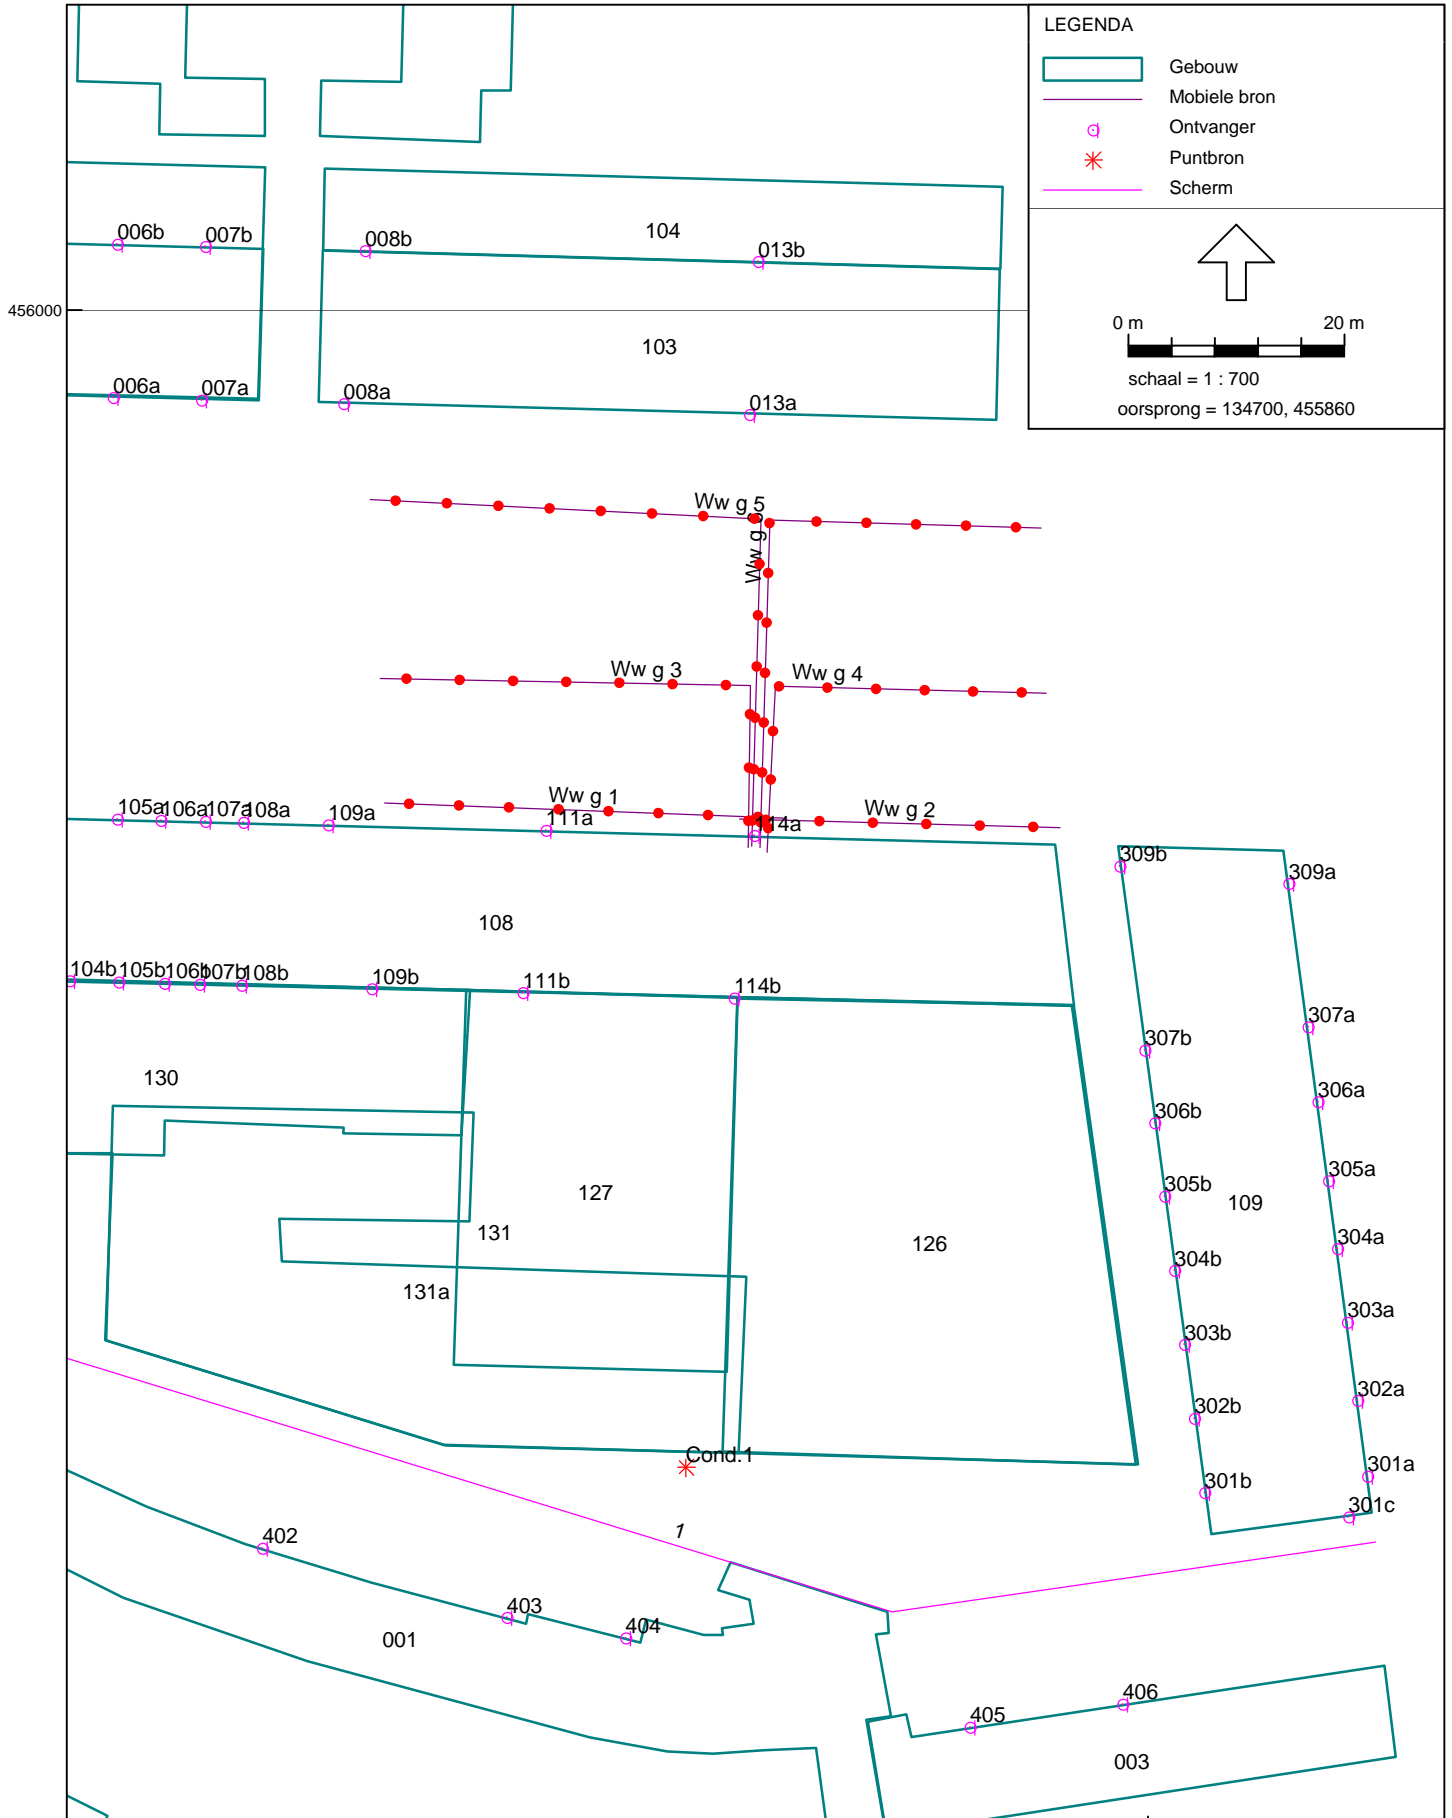 LEGENDA
Gebouw
Mobiele bron
Ontvanger
Puntbron
Scherm
0 m 20 m
schaal = 1 : 700
oorsprong = 134700, 455860
006b 007b 008b 104 013b
456000
103
006a 007a 008a 013a
Ww g 5
Ww g
Ww g 3 Ww g 4
Ww g 1 Ww g 2
105a 106a 107a 108a 109a 111a 114a
309b 309a
108
104b 105b 106b 107b 108b 109b 111b 114b
307a
307b
130
306a
306b
305a
127 305b 109
131 126
304a
304b
131a
303a
303b
302a
302b
Cond.1
301a
301b
301c
1
402
403
404
001
406
405
003